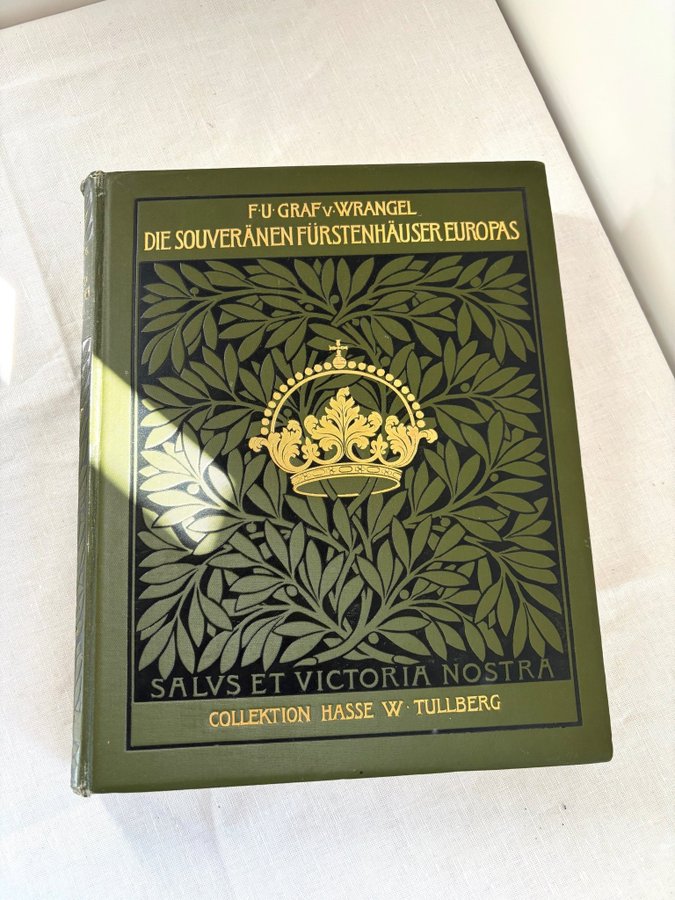 F·U·GRAF V·WRANGEL
DIE SOUVERÄNEN FÜRSTENHÄUSER EUROPAS
SALVS ET VICTORIA NOSTRA
COLLEKTION HASSE W·TULLBERG